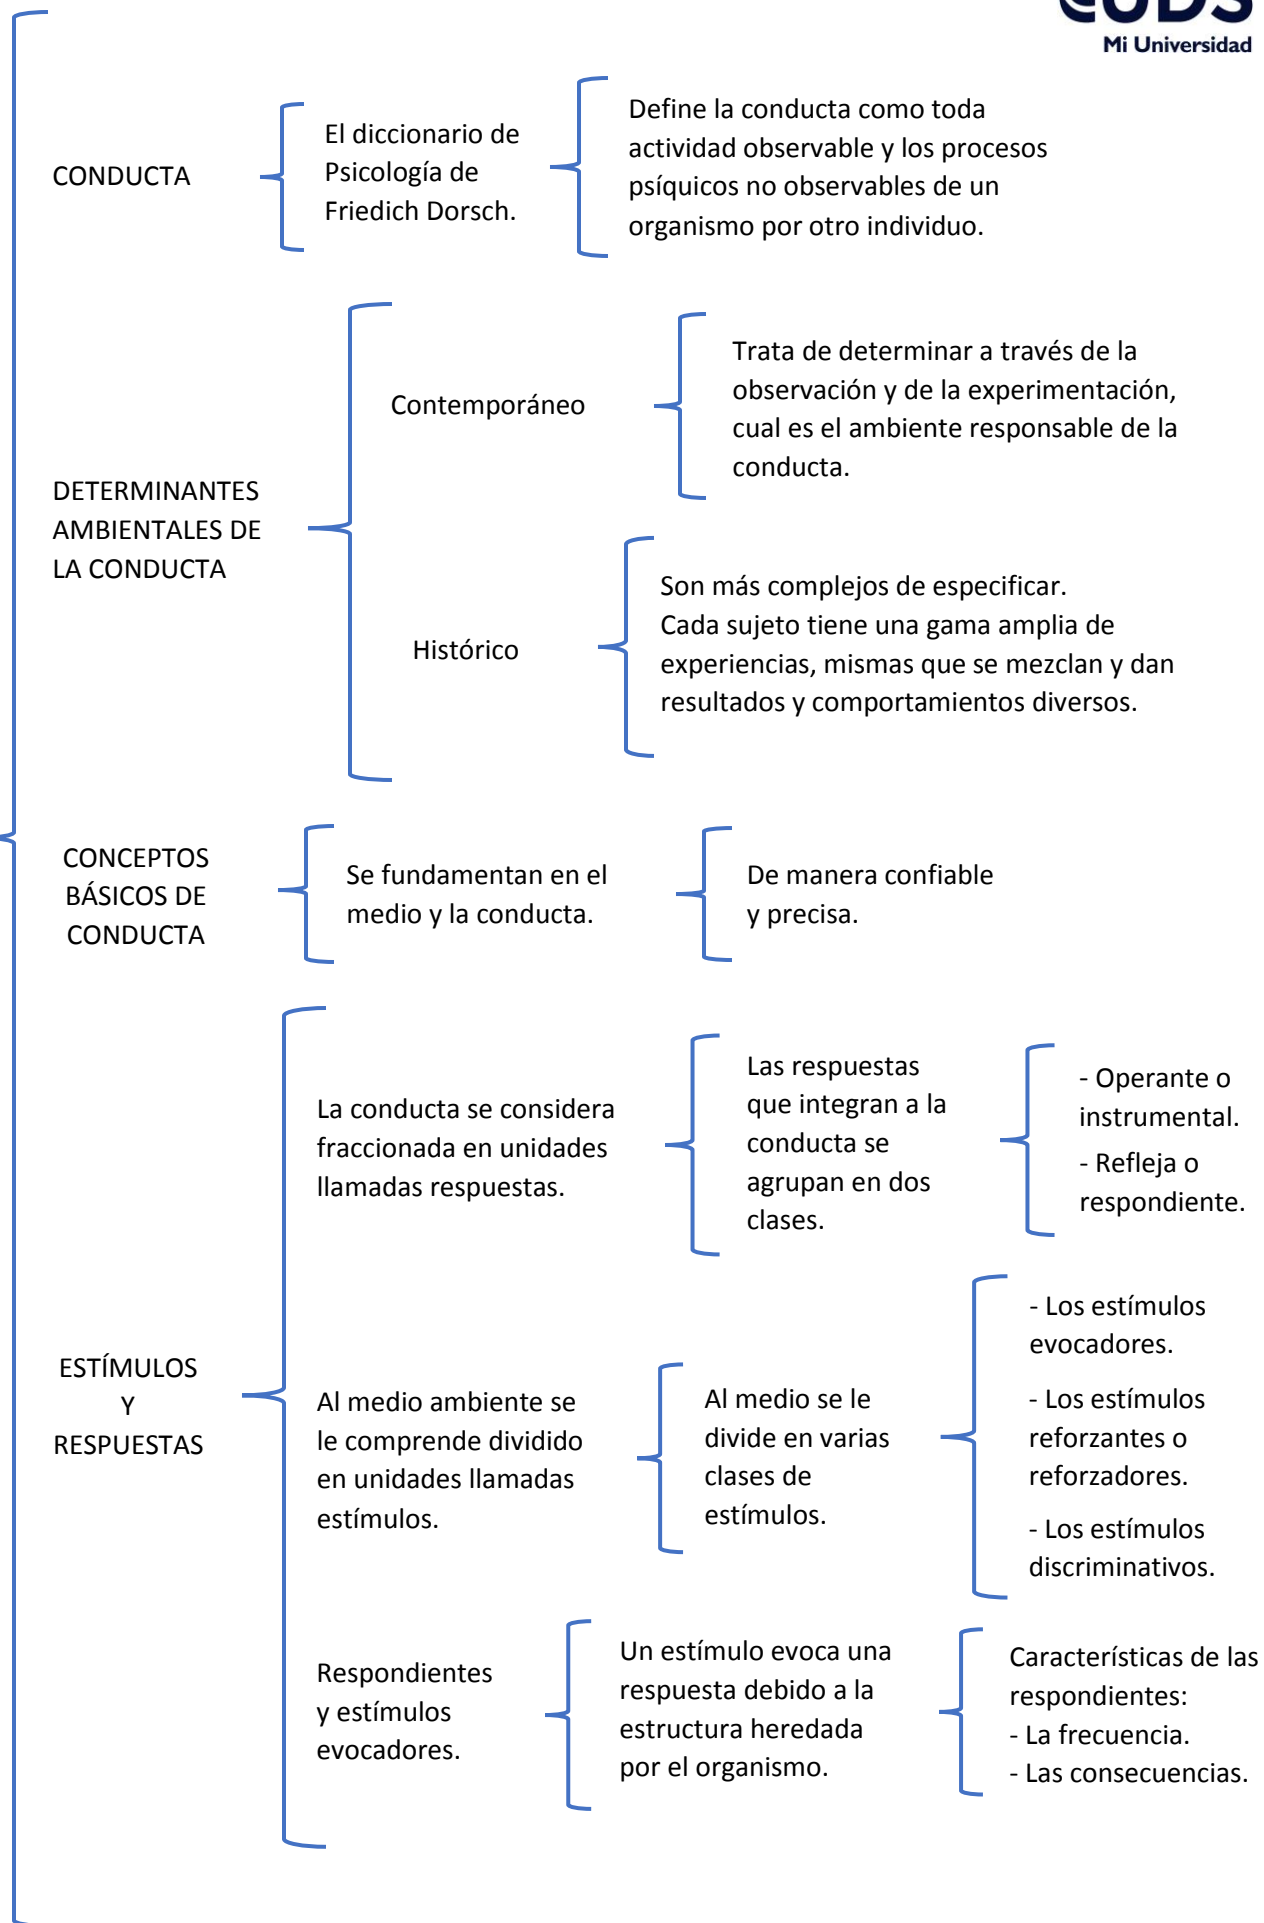 UDS
Mi Universidad
CONDUCTA
El diccionario de
Psicología de
Friedich Dorsch.
Define la conducta como toda
actividad observable y los procesos
psíquicos no observables de un
organismo por otro individuo.
DETERMINANTES
AMBIENTALES DE
LA CONDUCTA
Contemporáneo
Trata de determinar a través de la
observación y de la experimentación,
cual es el ambiente responsable de la
conducta.
Histórico
Son más complejos de especificar.
Cada sujeto tiene una gama amplia de
experiencias, mismas que se mezclan y dan
resultados y comportamientos diversos.
CONCEPTOS
BÁSICOS DE
CONDUCTA
Se fundamentan en el
medio y la conducta.
De manera confiable
y precisa.
ESTÍMULOS
Y
RESPUESTAS
La conducta se considera
fraccionada en unidades
llamadas respuestas.
Las respuestas
que integran a la
conducta se
agrupan en dos
clases.
- Operante o
instrumental.
- Refleja o
respondiente.
Al medio ambiente se
le comprende dividido
en unidades llamadas
estímulos.
Al medio se le
divide en varias
clases de
estímulos.
- Los estímulos
evocadores.
- Los estímulos
reforzantes o
reforzadores.
- Los estímulos
discriminativos.
Respondientes
y estímulos
evocadores.
Un estímulo evoca una
respuesta debido a la
estructura heredada
por el organismo.
Características de las
respondientes:
- La frecuencia.
- Las consecuencias.